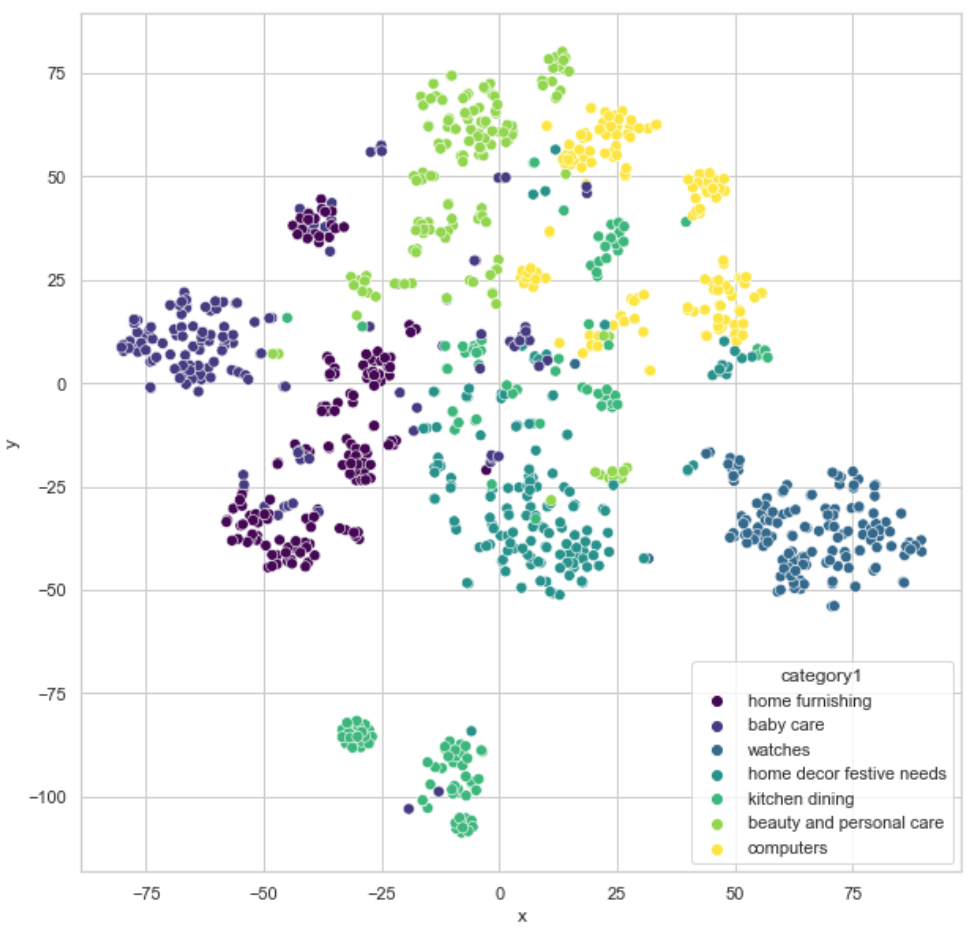 75
50
25
0
−25
−50
−75
−100
y
−75
−50
−25
0
25
50
75
x
category1
home furnishing
baby care
watches
home decor festive needs
kitchen dining
beauty and personal care
computers